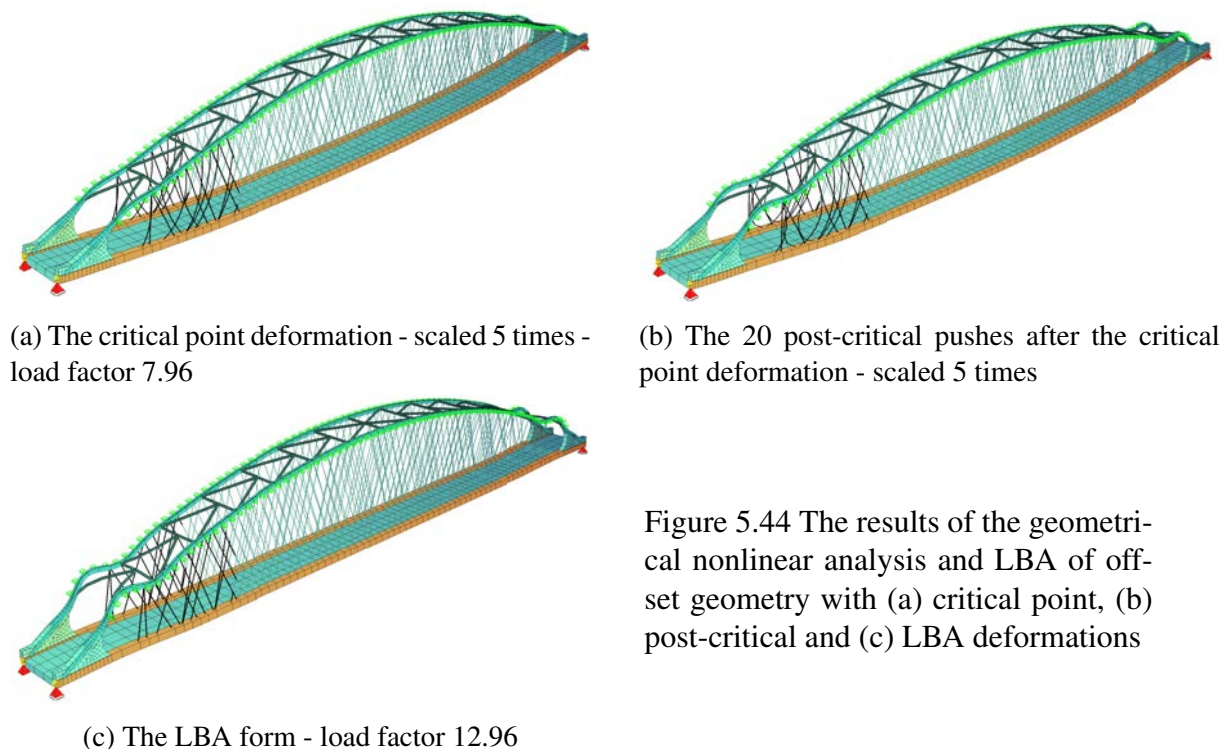 (a) The critical point deformation - scaled 5 times -
load factor 7.96
(b) The 20 post-critical pushes after the critical
point deformation - scaled 5 times
(c) The LBA form - load factor 12.96
Figure 5.44 The results of the geometri-
cal nonlinear analysis and LBA of off-
set geometry with (a) critical point, (b)
post-critical and (c) LBA deformations